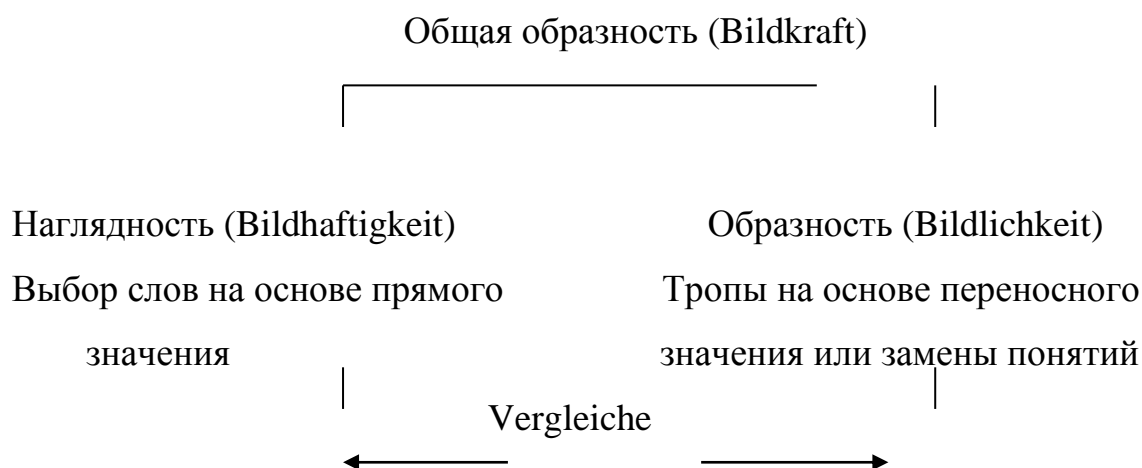 Общая образность (Bildkraft)
Наглядность (Bildhaftigkeit)
Образность (Bildlichkeit)
Выбор слов на основе прямого
значения
Тропы на основе переносного
значения или замены понятий
Vergleiche